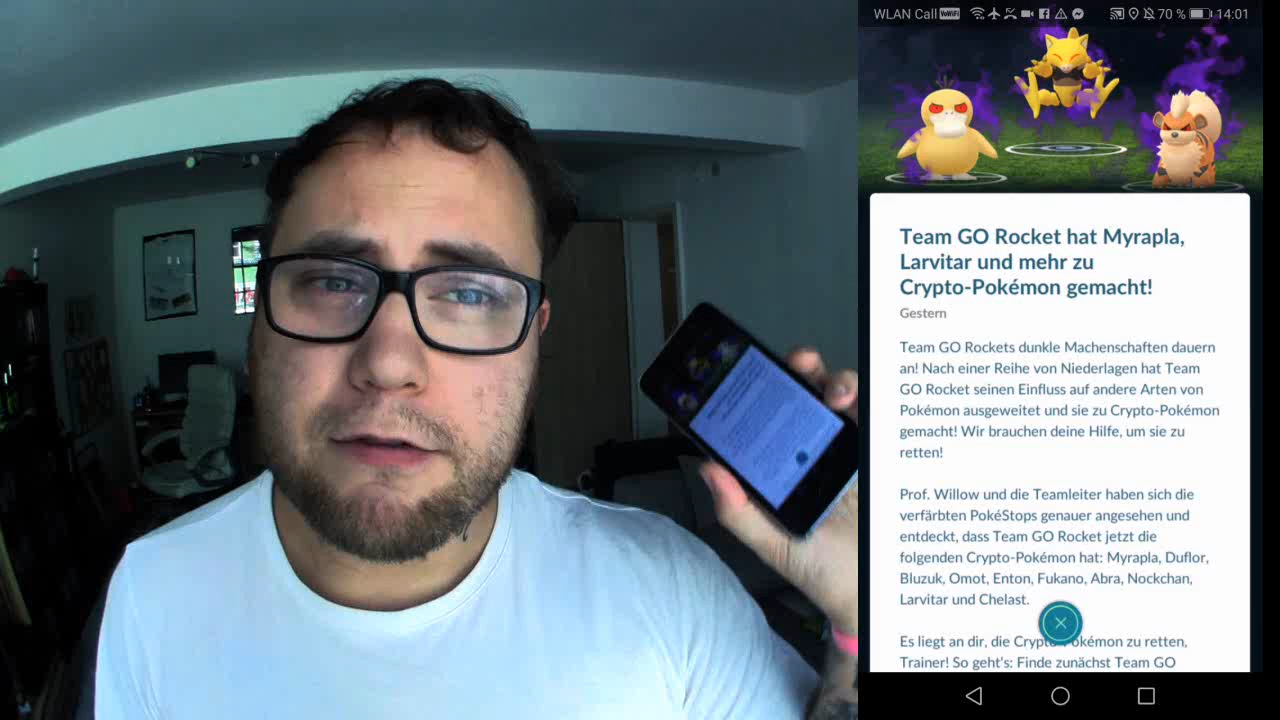 WLAN Call VoWiFi 70 % 14:01
Team GO Rocket hat Myrapla,
Larvitar und mehr zu
Crypto-Pokémon gemacht!
Gestern
Team GO Rockets dunkle Machenschaften dauern
an! Nach einer Reihe von Niederlagen hat Team
GO Rocket seinen Einfluss auf andere Arten von
Pokémon ausgeweitet und sie zu Crypto-Pokémon
gemacht! Wir brauchen deine Hilfe, um sie zu
retten!
Prof. Willow und die Teamleiter haben sich die
verfärbten PokéStops genauer angesehen und
entdeckt, dass Team GO Rocket jetzt die
folgenden Crypto-Pokémon hat: Myrapla, Duflor,
Bluzuk, Omot, Enton, Fukano, Abra, Nockchan,
Larvitar und Chelast.
Es liegt an dir, die Crypto-Pokémon zu retten,
Trainer! So geht's: Finde zunächst Team GO